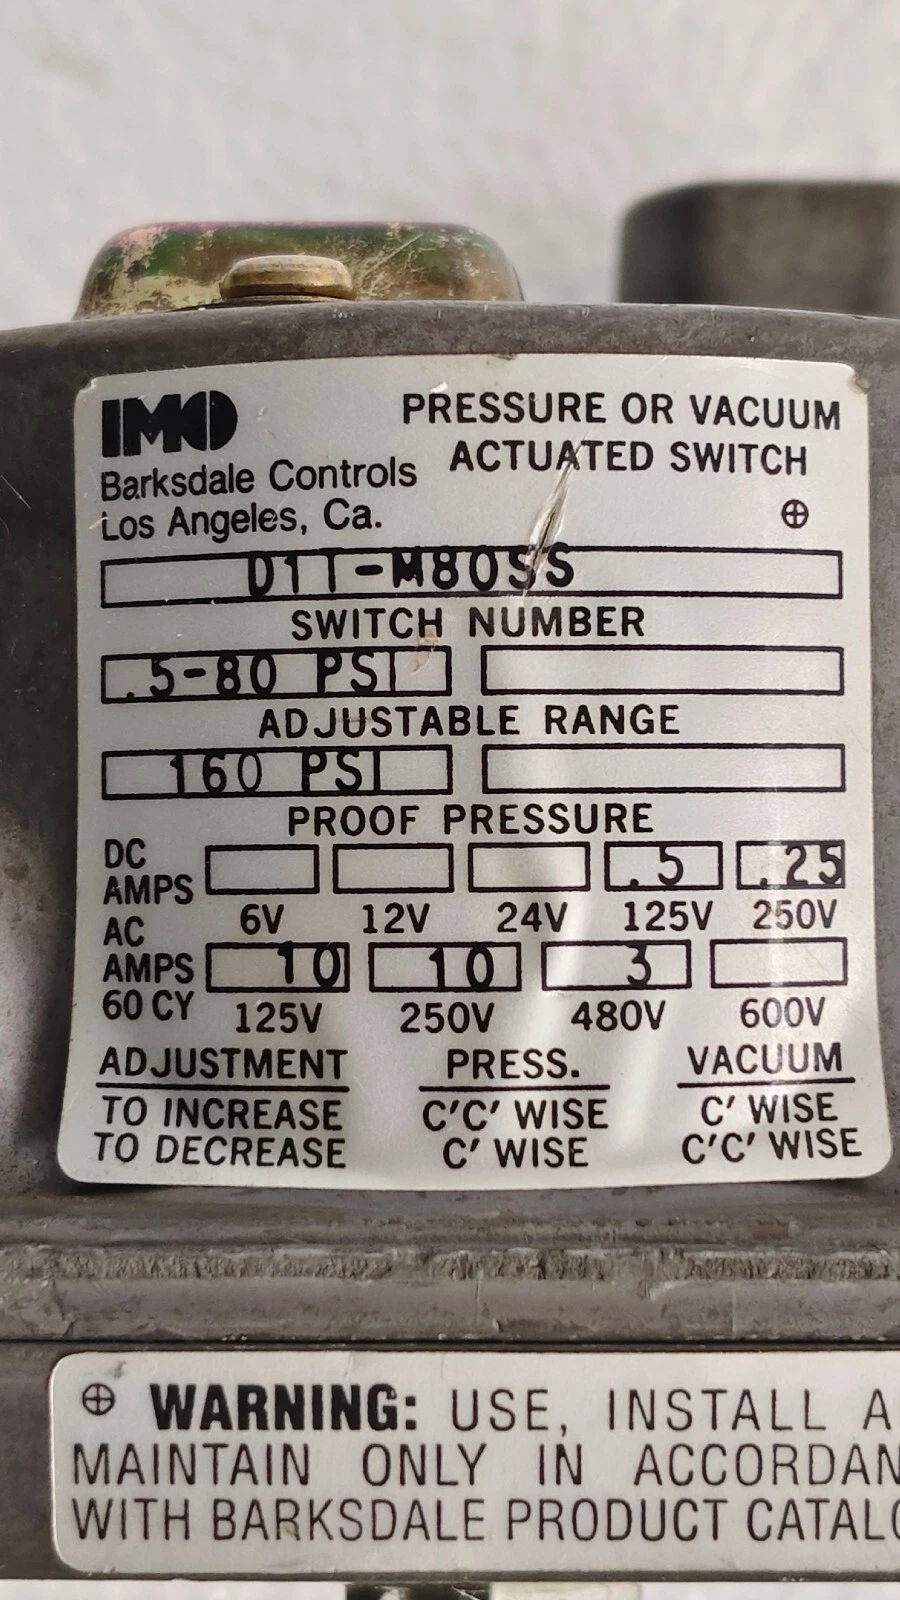 IMO
PRESSURE OR VACUUM
ACTUATED SWITCH
Barksdale Controls
Los Angeles, Ca.
D1T-M80SS
SWITCH NUMBER
.5-80 PSI
ADJUSTABLE RANGE
160 PSI
PROOF PRESSURE
DC AMPS .5 .25
6V 12V 24V 125V 250V
AC AMPS 60 CY 10 10 3
125V 250V 480V 600V
ADJUSTMENT PRESS. VACUUM
TO INCREASE C'C' WISE C' WISE
TO DECREASE C' WISE C'C' WISE
WARNING: USE, INSTALL A
MAINTAIN ONLY IN ACCORDAN
WITH BARKSDALE PRODUCT CATALO